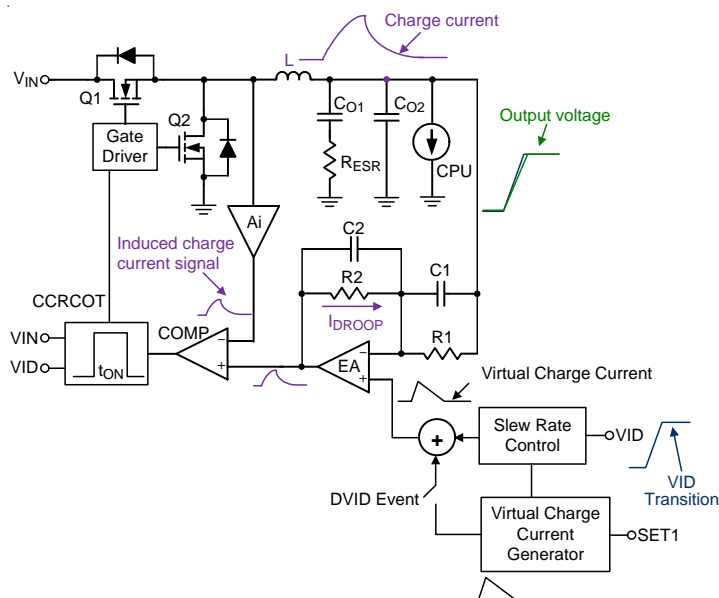 Charge current
L
VIN
Q1
CO1
CO2
Q2
Output voltage
Gate
Driver
RESR
CPU
Ai
C2
Induced charge
current signal
R2
C1
CCRCOT
IDROOP
COMP
R1
VIN
VID
tON
−
+
EA
−
+
Virtual Charge Current
+
Slew Rate
Control
VID
VID
Transition
DVID Event
Virtual Charge
Current
Generator
SET1